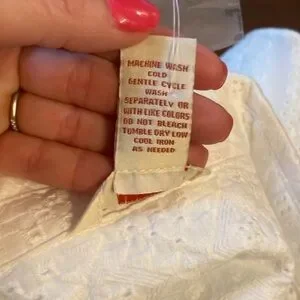 MACHINE WASH
COLD
GENTLE CYCLE
WASH
SEPARATELY OR
WITH LIKE COLORS
DO NOT BLEACH
TUMBLE DRY LOW
COOL IRON
AS NEEDED